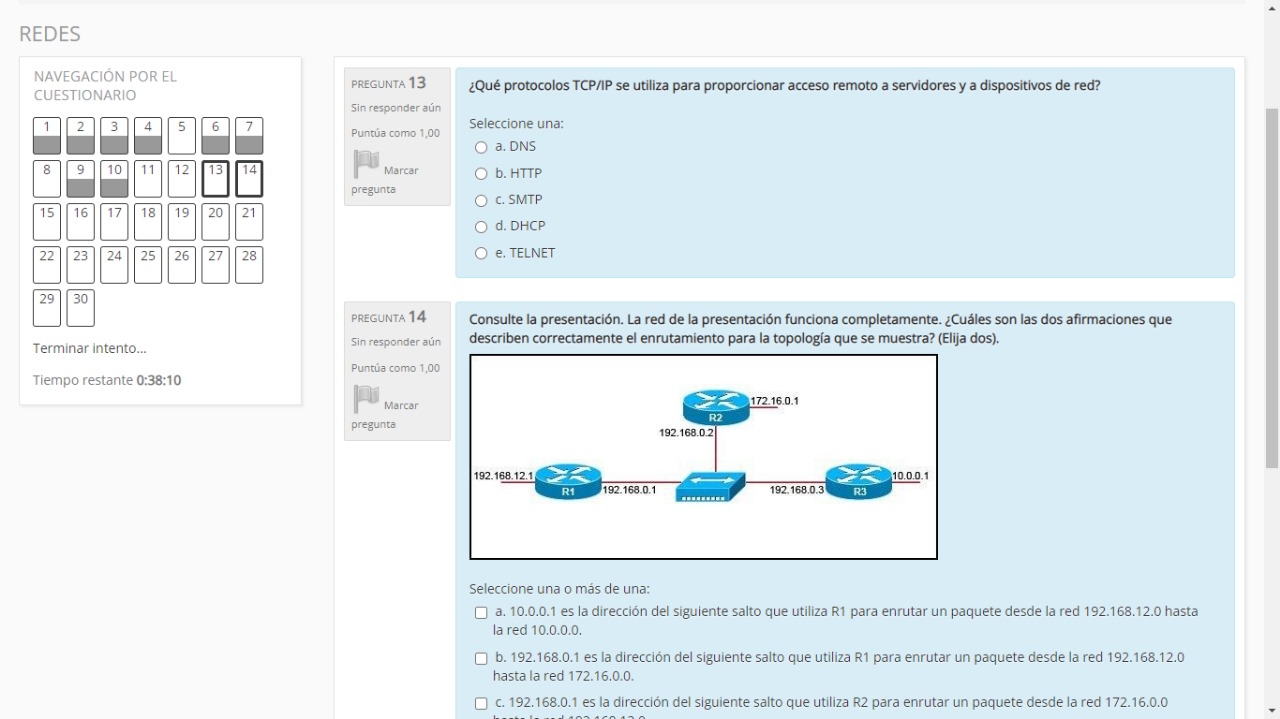 REDES
NAVEGACIÓN POR EL
CUESTIONARIO
1 2 3 4 5 6 7
8 9 10 11 12 13 14
15 16 17 18 19 20 21
22 23 24 25 26 27 28
29 30
Terminar intento...
Tiempo restante 0:38:10
PREGUNTA 13
Sin responder aún
Puntúa como 1,00
Marcar
pregunta
¿Qué protocolos TCP/IP se utiliza para proporcionar acceso remoto a servidores y a dispositivos de red?
Seleccione una:
a. DNS
b. HTTP
c. SMTP
d. DHCP
e. TELNET
PREGUNTA 14
Sin responder aún
Puntúa como 1,00
Marcar
pregunta
Consulte la presentación. La red de la presentación funciona completamente. ¿Cuáles son las dos afirmaciones que
describen correctamente el enrutamiento para la topología que se muestra? (Elija dos).
172.16.0.1
R2
192.168.0.2
192.168.12.1
R1
192.168.0.1
192.168.0.3
R3
10.0.0.1
Seleccione una o más de una:
a. 10.0.0.1 es la dirección del siguiente salto que utiliza R1 para enrutar un paquete desde la red 192.168.12.0 hasta
la red 10.0.0.0.
b. 192.168.0.1 es la dirección del siguiente salto que utiliza R1 para enrutar un paquete desde la red 192.168.12.0
hasta la red 172.16.0.0.
c. 192.168.0.1 es la dirección del siguiente salto que utiliza R2 para enrutar un paquete desde la red 172.16.0.0
hasta la red 192.168.12.0